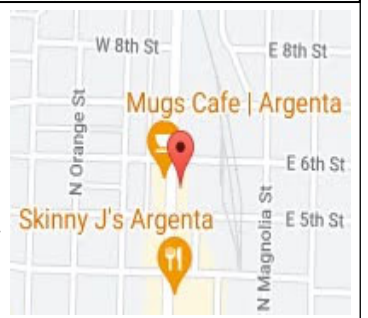 W 8th St
E 8th St
N Orange St
Mugs Cafe | Argenta
E 6th St
Skinny J's Argenta
N Magnolia St
E 5th St